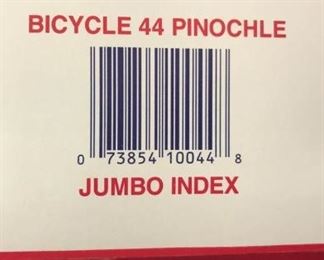 BICYCLE 44 PINOCHLE
0 73854 10044 8
JUMBO INDEX